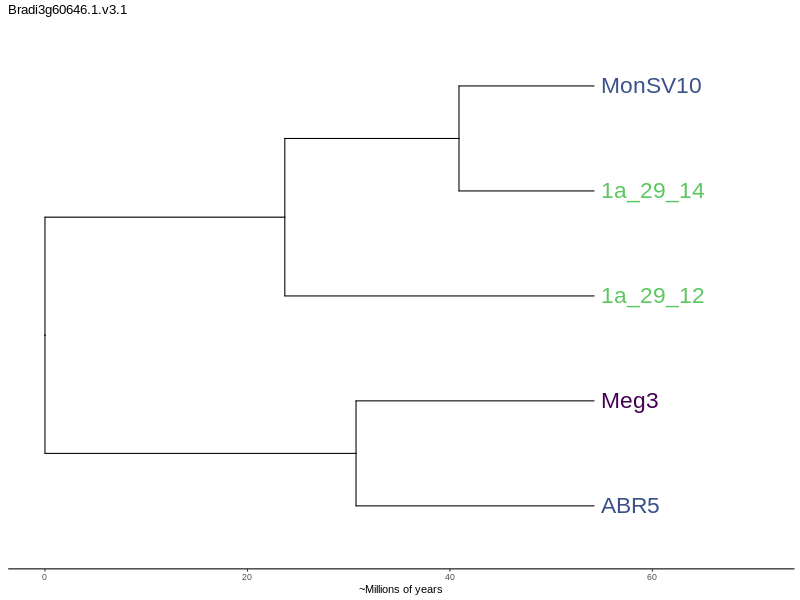 Bradi3g60646.1.v3.1
MonSV10
1a_29_14
1a_29_12
Meg3
ABR5
0 20 40 60
~Millions of years